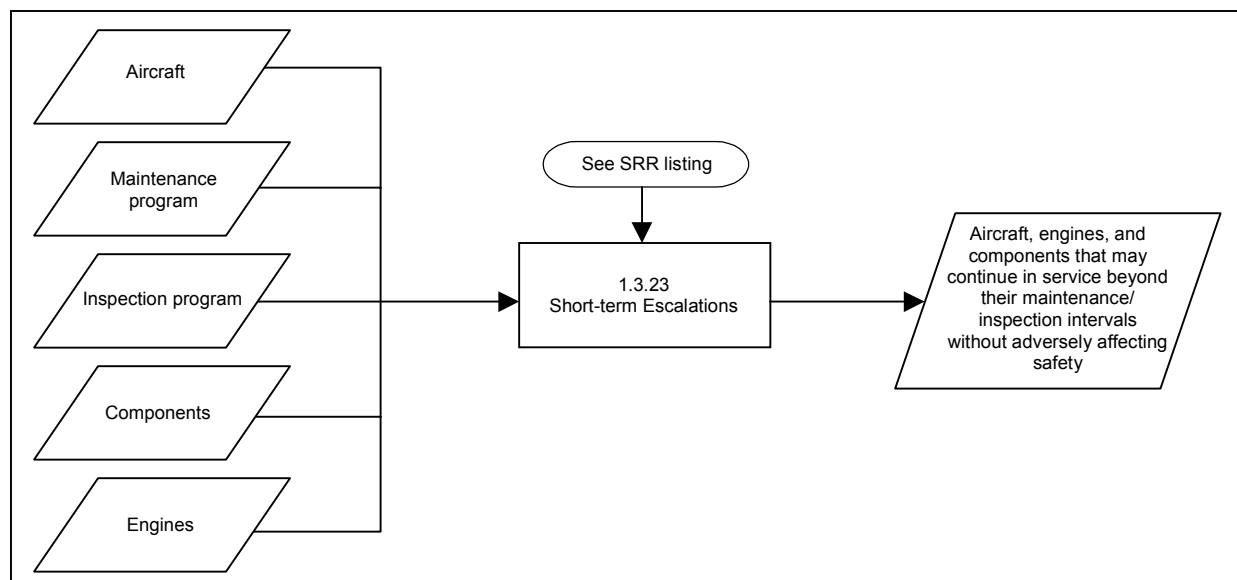 Aircraft
Maintenance
program
Inspection program
Components
Engines
See SRR listing
1.3.23
Short-term Escalations
Aircraft, engines, and
components that may
continue in service beyond
their maintenance/
inspection intervals
without adversely affecting
safety